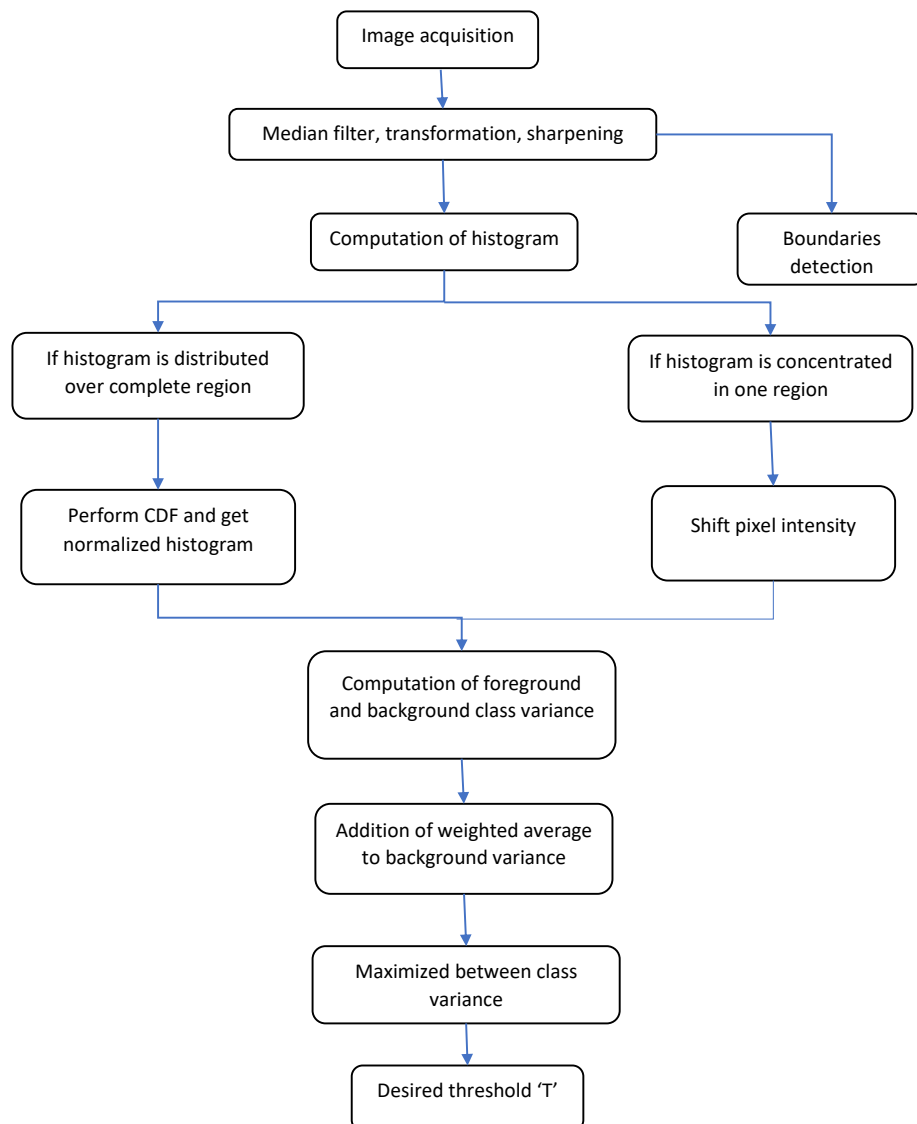 Image acquisition
Median filter, transformation, sharpening
Computation of histogram
Boundaries
detection
If histogram is distributed
over complete region
If histogram is concentrated
in one region
Perform CDF and get
normalized histogram
Shift pixel intensity
Computation of foreground
and background class variance
Addition of weighted average
to background variance
Maximized between class
variance
Desired threshold ‘T’